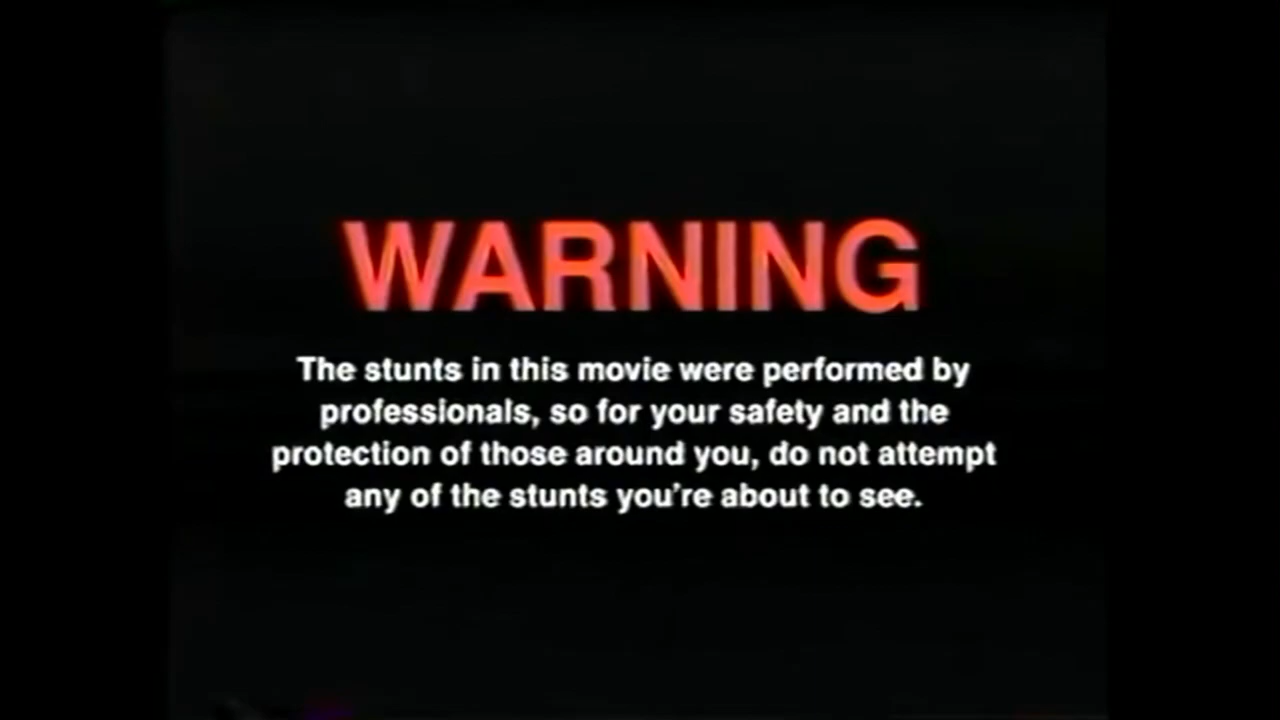 WARNING
The stunts in this movie were performed by
professionals, so for your safety and the
protection of those around you, do not attempt
any of the stunts you're about to see.